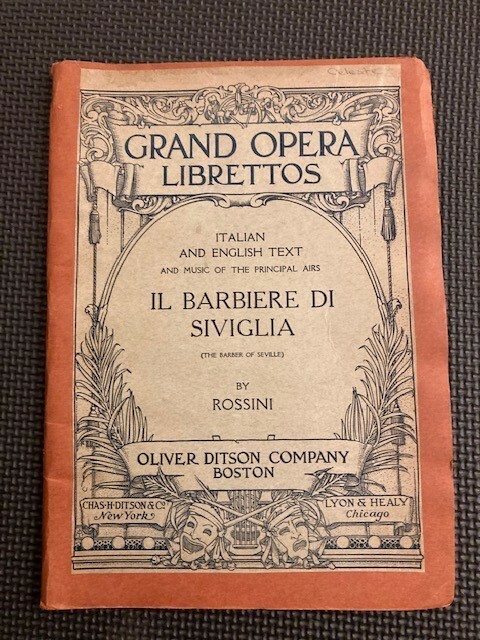 Celeste
GRAND OPERA
LIBRETTOS
ITALIAN
AND ENGLISH TEXT
AND MUSIC OF THE PRINCIPAL AIRS
IL BARBIERE DI
SIVIGLIA
(THE BARBER OF SEVILLE)
BY
ROSSINI
OLIVER DITSON COMPANY
BOSTON
CHAS·H·DITSON & Co
New York
LYON & HEALY
Chicago